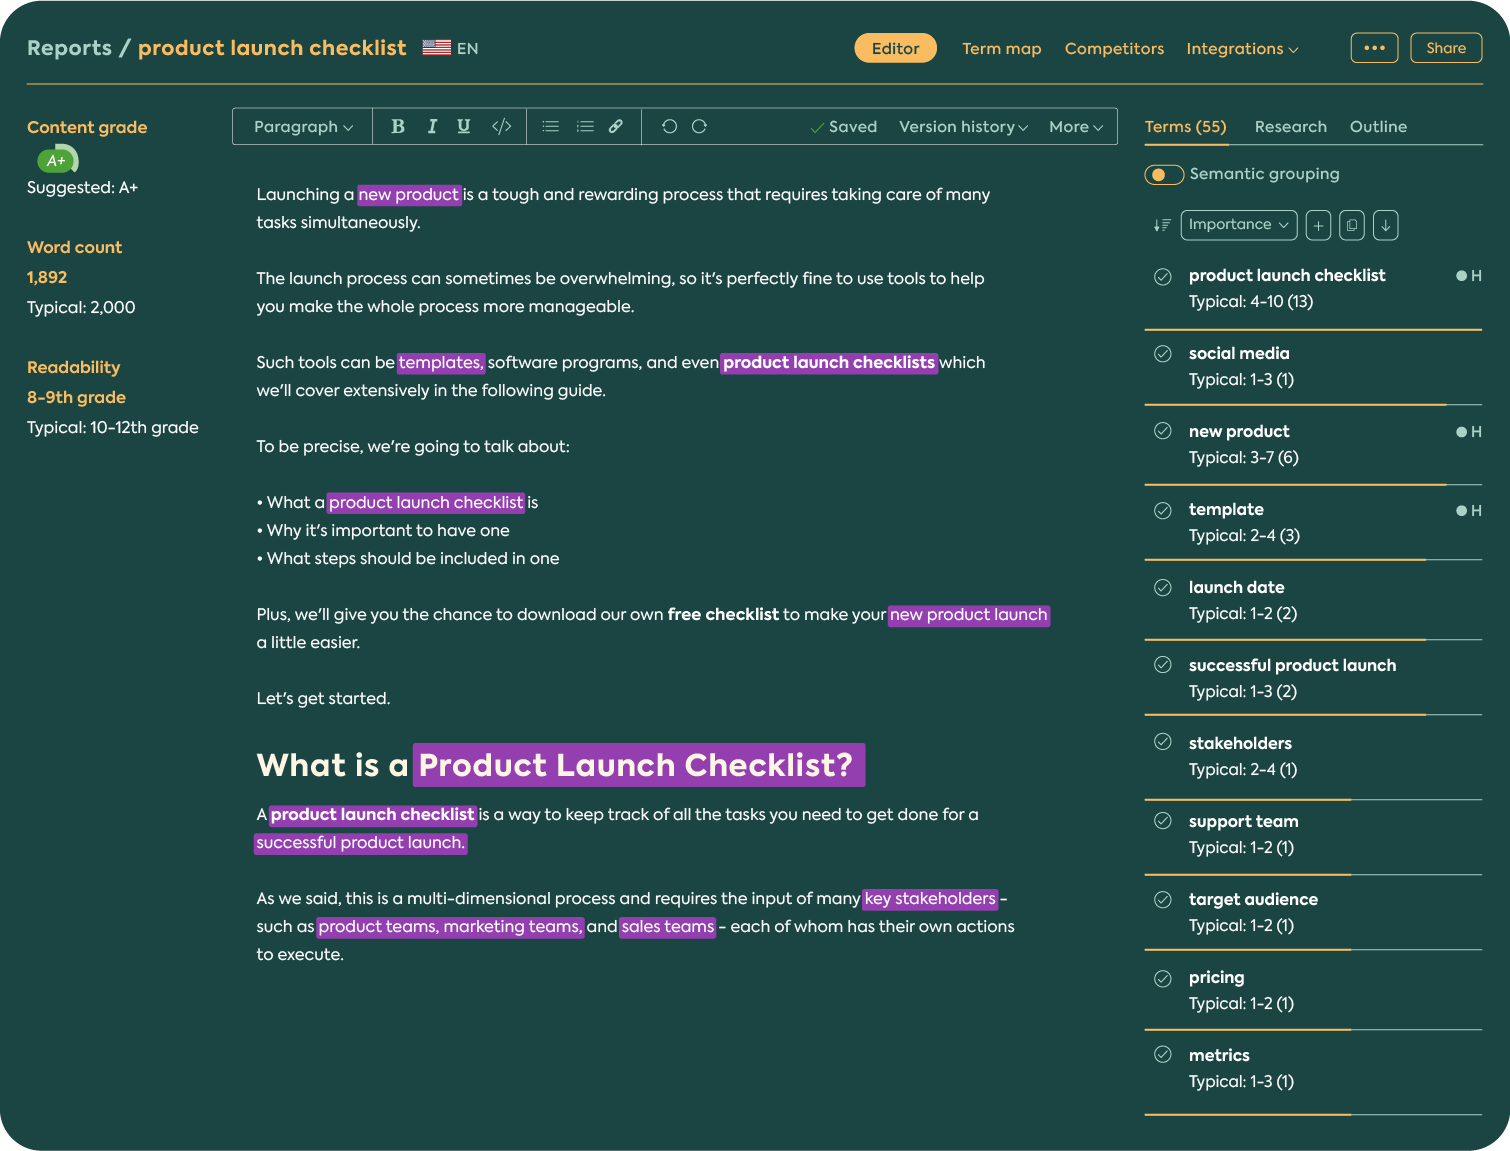 Reports / product launch checklist EN
Editor Term map Competitors Integrations ••• Share
Content grade
A+
Suggested: A+
Word count
1,892
Typical: 2,000
Readability
8-9th grade
Typical: 10-12th grade
Paragraph B I U </> Saved Version history More
Launching a new product is a tough and rewarding process that requires taking care of many
tasks simultaneously.
The launch process can sometimes be overwhelming, so it's perfectly fine to use tools to help
you make the whole process more manageable.
Such tools can be templates, software programs, and even product launch checklists which
we'll cover extensively in the following guide.
To be precise, we're going to talk about:
• What a product launch checklist is
• Why it's important to have one
• What steps should be included in one
Plus, we'll give you the chance to download our own free checklist to make your new product launch
a little easier.
Let's get started.
What is a Product Launch Checklist?
A product launch checklist is a way to keep track of all the tasks you need to get done for a
successful product launch.
As we said, this is a multi-dimensional process and requires the input of many key stakeholders -
such as product teams, marketing teams, and sales teams - each of whom has their own actions
to execute.
Terms (55) Research Outline
Semantic grouping
Importance
product launch checklist H
Typical: 4-10 (13)
social media
Typical: 1-3 (1)
new product H
Typical: 3-7 (6)
template H
Typical: 2-4 (3)
launch date
Typical: 1-2 (2)
successful product launch
Typical: 1-3 (2)
stakeholders
Typical: 2-4 (1)
support team
Typical: 1-2 (1)
target audience
Typical: 1-2 (1)
pricing
Typical: 1-2 (1)
metrics
Typical: 1-3 (1)